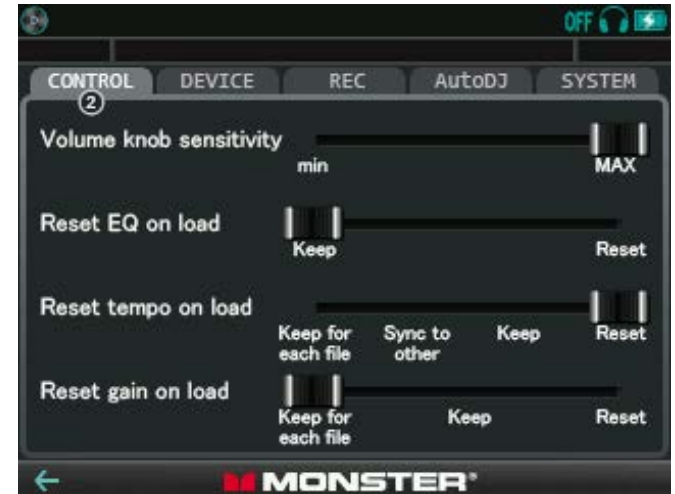 OFF
CONTROL DEVICE REC AutoDJ SYSTEM
②
Volume knob sensitivity
min MAX
Reset EQ on load
Keep Reset
Reset tempo on load
Keep for each file Sync to other Keep Reset
Reset gain on load
Keep for each file Keep Reset
MONSTER®